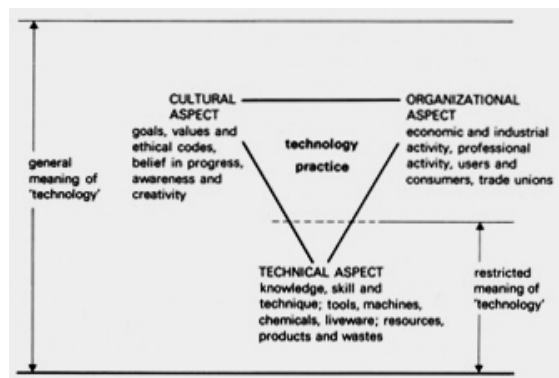 CULTURAL
ASPECT
goals, values and
ethical codes,
belief in progress,
awareness and
creativity
ORGANIZATIONAL
ASPECT
economic and industrial
activity, professional
activity, users and
consumers, trade unions
technology
practice
general
meaning of
'technology'
TECHNICAL ASPECT
knowledge, skill and
technique; tools, machines,
chemicals, liveware; resources,
products and wastes
restricted
meaning of
'technology'